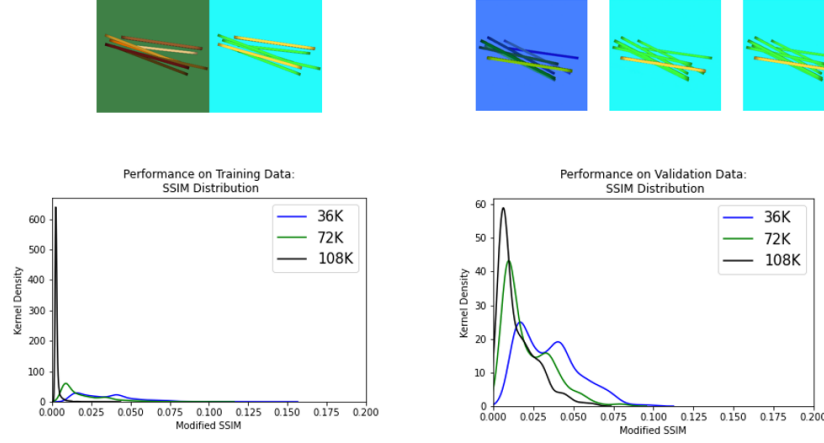 Performance on Training Data:
SSIM Distribution
600
500
400
300
200
100
0
Kernel Density
36K
72K
108K
0.000 0.025 0.050 0.075 0.100 0.125 0.150 0.175 0.200
Modified SSIM
Performance on Validation Data:
SSIM Distribution
60
50
40
30
20
10
0
Kernel Density
36K
72K
108K
0.000 0.025 0.050 0.075 0.100 0.125 0.150 0.175 0.200
Modified SSIM